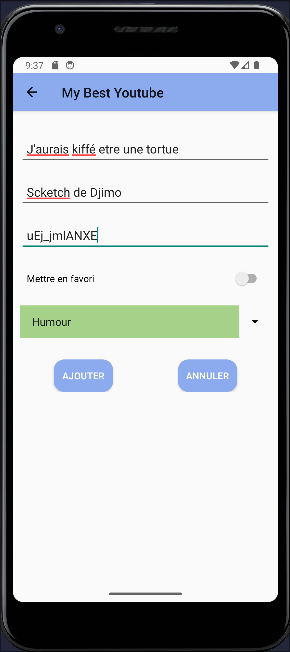 9:37
My Best Youtube
J'aurais kiffé etre une tortue
Scketch de Djimo
uEj_jmIANXE
Mettre en favori
Humour
AJOUTER
ANNULER